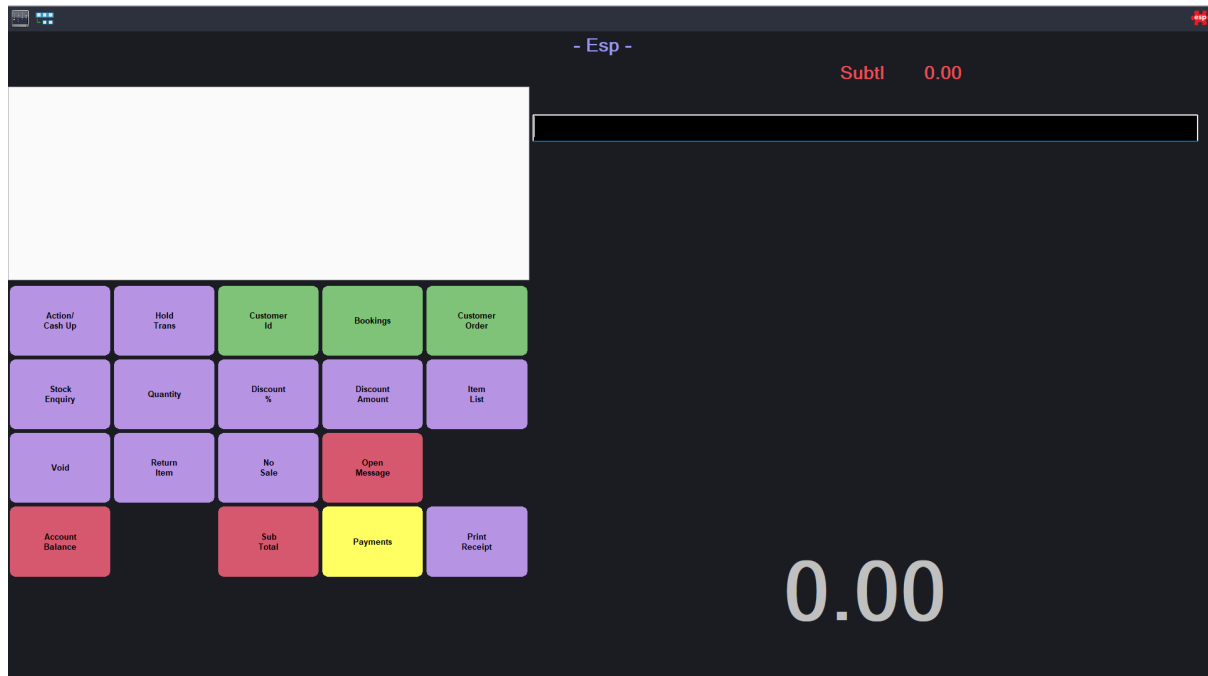 esp
- Esp -
Subtl 0.00
Action/
Cash Up
Hold
Trans
Customer
Id
Bookings
Customer
Order
Stock
Enquiry
Quantity
Discount
%
Discount
Amount
Item
List
Void
Return
Item
No
Sale
Open
Message
Account
Balance
Sub
Total
Payments
Print
Receipt
0.00